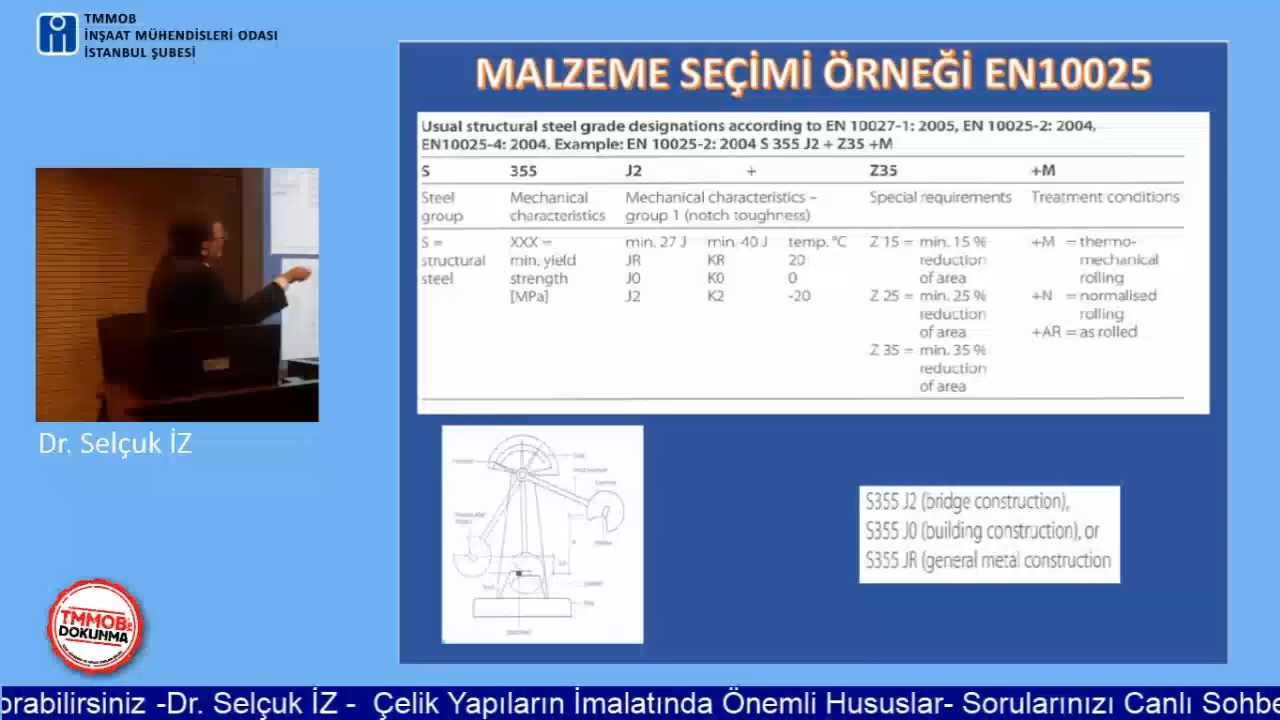 TMMOB
İNŞAAT MÜHENDİSLERİ ODASI
İSTANBUL ŞUBESİ
MALZEME SEÇİMİ ÖRNEĞİ EN10025
Usual structural steel grade designations according to EN 10027-1: 2005, EN 10025-2: 2004,
EN10025-4: 2004. Example: EN 10025-2: 2004 S 355 J2 + Z35 +M
S 355 J2 + Z35 +M
Steel Mechanical Mechanical characteristics – Special requirements Treatment conditions
group characteristics group 1 (notch toughness)
S = XXX = min. 27 J min. 40 J temp. °C Z 15 = min. 15 % +M = thermo-
structural min. yield JR KR 20 reduction mechanical
steel strength J0 K0 0 of area rolling
[MPa] J2 K2 -20 Z 25 = min. 25 % +N = normalised
reduction rolling
of area +AR = as rolled
Z 35 = min. 35 %
reduction
of area
Dr. Selçuk İZ
S355 J2 (bridge construction),
S355 J0 (building construction), or
S355 JR (general metal construction
TMMOB
DOKUNMA
orabilirsiniz -Dr. Selçuk İZ - Çelik Yapıların İmalatında Önemli Hususlar- Sorularınızı Canlı Sohbe